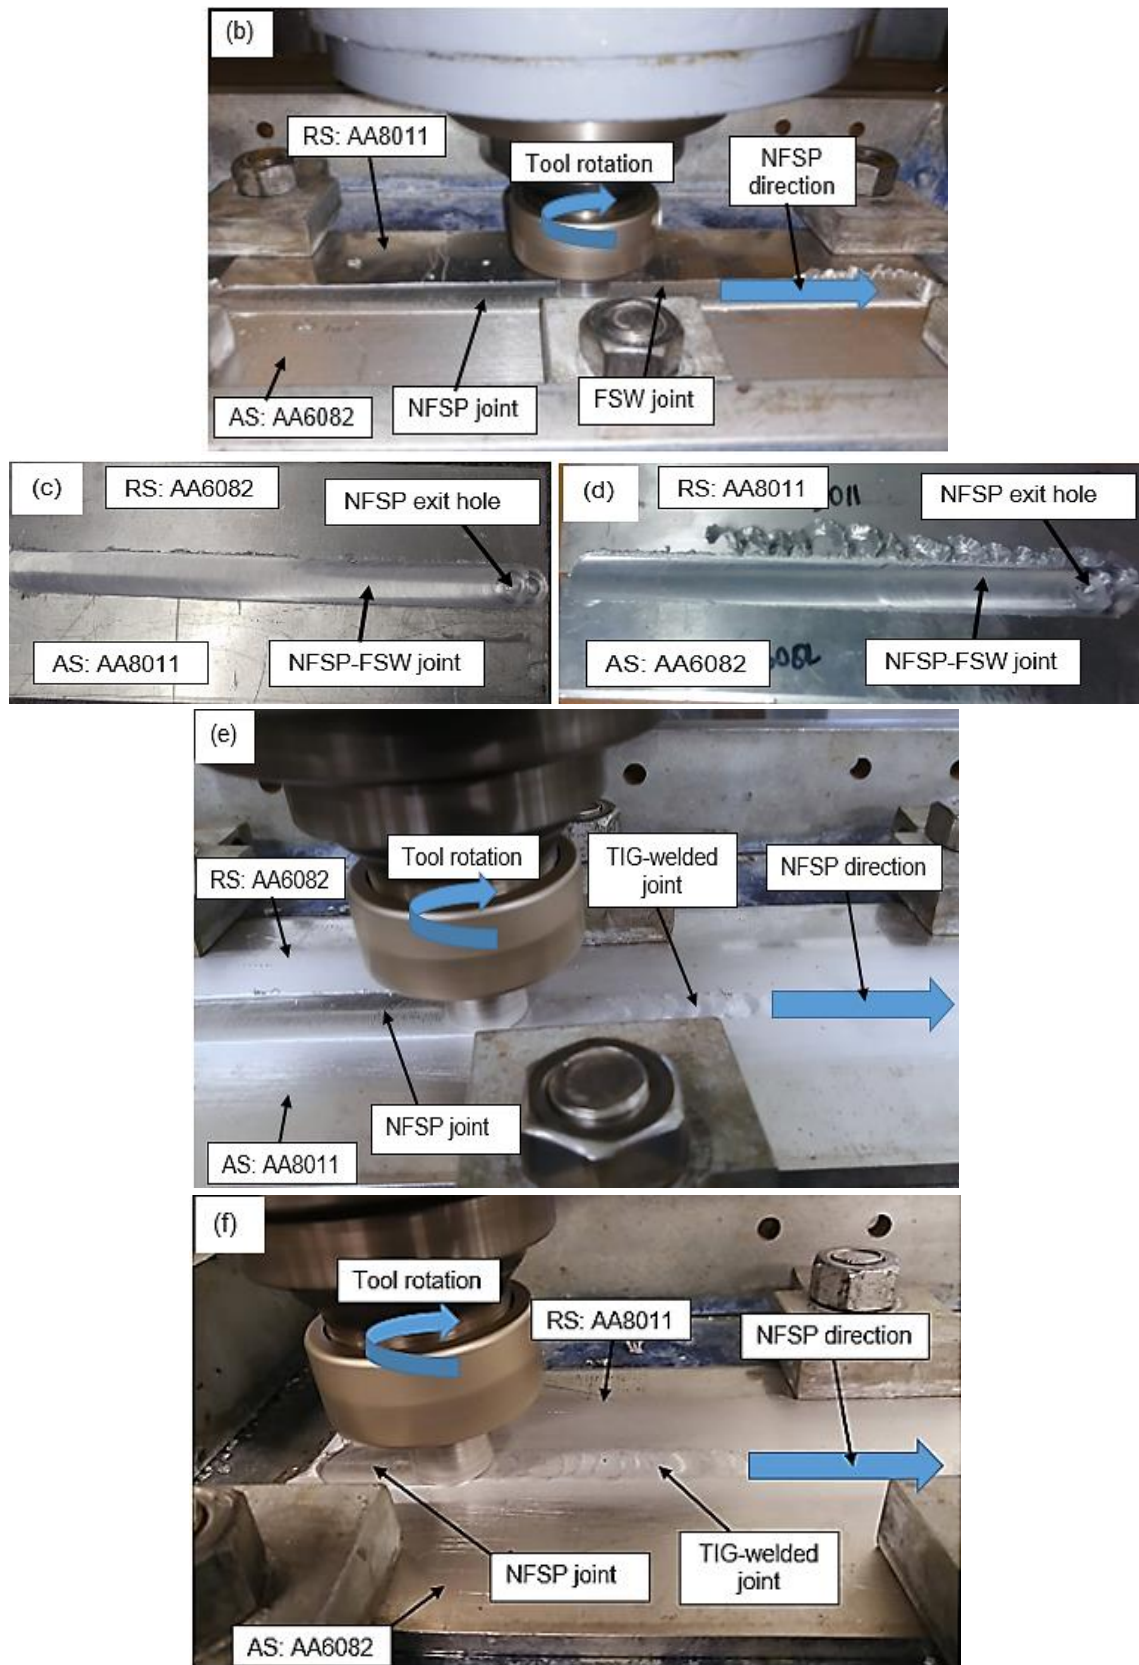 (b)
RS: AA8011
Tool rotation
NFSP
direction
NFSP joint
FSW joint
AS: AA6082
(c)
RS: AA6082
NFSP exit hole
AS: AA8011
NFSP-FSW joint
(d)
RS: AA8011
NFSP exit hole
AS: AA6082
NFSP-FSW joint
(e)
Tool rotation
TIG-welded
joint
NFSP direction
RS: AA6082
NFSP joint
AS: AA8011
(f)
Tool rotation
RS: AA8011
NFSP direction
NFSP joint
TIG-welded
joint
AS: AA6082